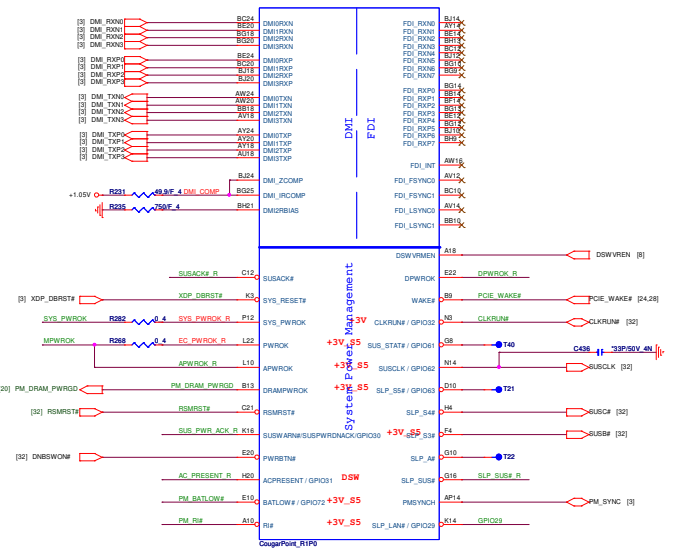 [3] DMI_RXN0 BC24 DMI0RXN FDI_RXN0 BJ14
[3] DMI_RXN1 BE20 DMI1RXN FDI_RXN1 AY14
[3] DMI_RXN2 BG18 DMI2RXN FDI_RXN2 BE14
[3] DMI_RXN3 BG20 DMI3RXN FDI_RXN3 BH13
FDI_RXN4 BC12
[3] DMI_RXP0 BE24 DMI0RXP FDI_RXN5 BJ12
[3] DMI_RXP1 BC20 DMI1RXP FDI_RXN6 BG10
[3] DMI_RXP2 BJ18 DMI2RXP FDI_RXN7 BG9
[3] DMI_RXP3 BJ20 DMI3RXP
FDI_RXP0 BG14
[3] DMI_TXN0 AW24 DMI0TXN FDI_RXP1 BB14
[3] DMI_TXN1 AW20 DMI1TXN FDI_RXP2 BF14
[3] DMI_TXN2 BB18 DMI2TXN FDI_RXP3 BG13
[3] DMI_TXN3 AV18 DMI3TXN FDI_RXP4 BE12
FDI_RXP5 BG12
[3] DMI_TXP0 AY24 DMI0TXP FDI_RXP6 BJ10
[3] DMI_TXP1 AY20 DMI1TXP FDI_RXP7 BH9
[3] DMI_TXP2 AY18 DMI2TXP
[3] DMI_TXP3 AU18 DMI3TXP
DMI
FDI
FDI_INT AW16
BJ24 DMI_ZCOMP FDI_FSYNC0 AV12
+1.05V R231 49.9/F_4 DMI_COMP BG25 DMI_IRCOMP FDI_FSYNC1 BC10
R235 750/F_4 BH21 DMI2RBIAS FDI_LSYNC0 AV14
FDI_LSYNC1 BB10
DSWVRMEN A18 DSWVREN [8]
SUSACK#_R C12 SUSACK# DPWROK E22 DPWROK_R
[3] XDP_DBRST# XDP_DBRST# K3 SYS_RESET# WAKE# B9 PCIE_WAKE# PCIE_WAKE# [24,28]
SYS_PWROK R282 0_4 SYS_PWROK_R P12 SYS_PWROK +3V CLKRUN# / GPIO32 N3 CLKRUN# CLKRUN# [32]
MPWROK R268 0_4 EC_PWROK_R L22 PWROK +3V_S5 SUS_STAT# / GPIO61 G8 T40
C436 *33P/50V_4N
APWROK_R L10 APWROK +3V_S5 SUSCLK / GPIO62 N14 SUSCLK [32]
20] PM_DRAM_PWRGD PM_DRAM_PWRGD B13 DRAMPWROK +3V_S5 SLP_S5# / GPIO63 D10 T21
[32] RSMRST# RSMRST# C21 RSMRST# SLP_S4# H4 SUSC# [32]
SUS_PWR_ACK_R K16 SUSWARN#/SUSPWRDNACK/GPIO30 +3V_S5 SLP_S3# F4 SUSB# [32]
[32] DNBSWON# E20 PWRBTN# SLP_A# G10 T22
AC_PRESENT_R H20 ACPRESENT / GPIO31 DSW SLP_SUS# G16 SLP_SUS#_R
PM_BATLOW# E10 BATLOW# / GPIO72 +3V_S5 PMSYNCH AP14 PM_SYNC [3]
PM_RI# A10 RI# +3V_S5 SLP_LAN# / GPIO29 K14 GPIO29
System Power Management
CougarPoint_R1P0